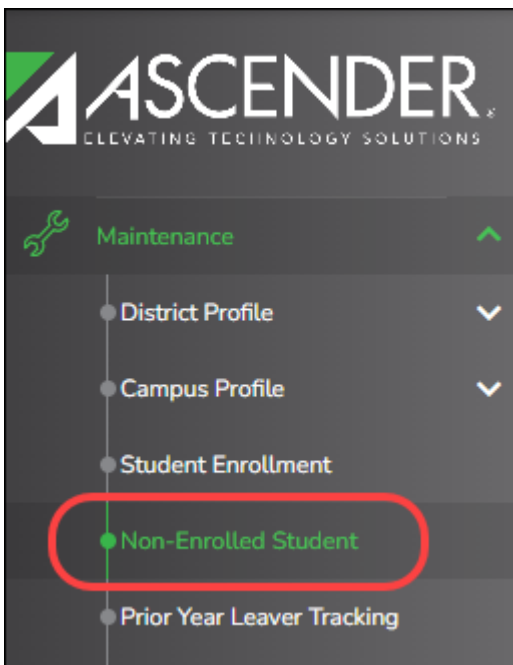 ASCENDER®
ELEVATING TECHNOLOGY SOLUTIONS
Maintenance
District Profile
Campus Profile
Student Enrollment
Non-Enrolled Student
Prior Year Leaver Tracking